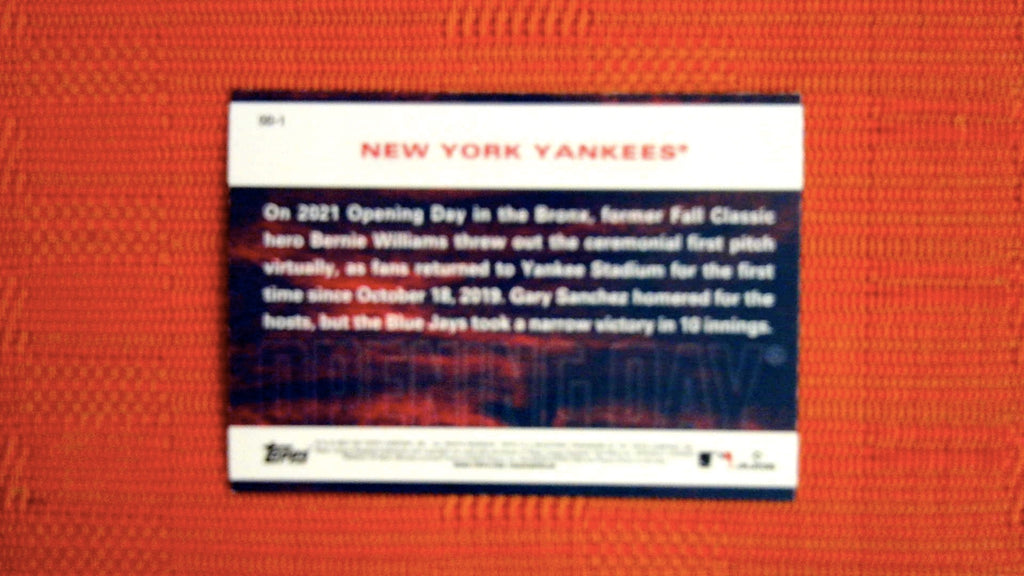 NEW YORK YANKEES®
On 2021 Opening Day in the Bronx, former Fall Classic
hero Bernie Williams threw out the ceremonial first pitch
virtually, as fans returned to Yankee Stadium for the first
time since October 18, 2019. Gary Sanchez homered for the
hosts, but the Blue Jays took a narrow victory in 10 innings.
OPENING DAY
Topps